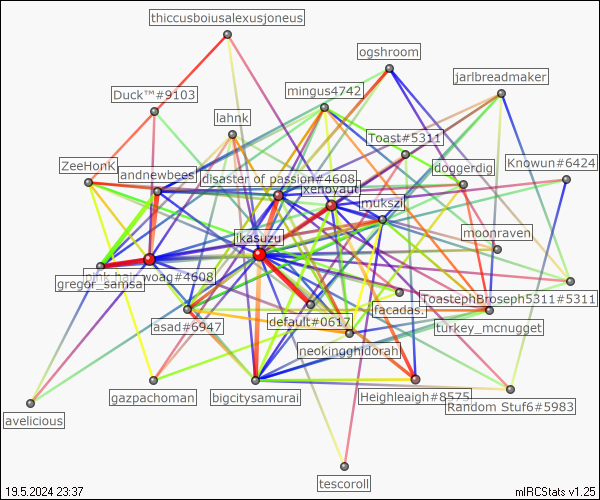 thiccusboiusalexusjoneus
ogshroom
jarlbreadmaker
mingus4742
Duck™#9103
lahnk
Toast#5311
Knowun#6424
ZeeHonK
doggerdig
andnewbees
disaster of passion#4608
xenoyaut
mukszi
moonraven
ikasuzu
pink hair woag#4608
gregor_samsa
ToastephBroseph5311#5311
facadas.
default#0617
asad#6947
turkey_mcnugget
neokingghidorah
gazpachoman
bigcitysamurai
Heighleaigh#8575
Random Stuf6#5983
avelicious
tescoroll
19.5.2024 23:37
mIRCStats v1.25